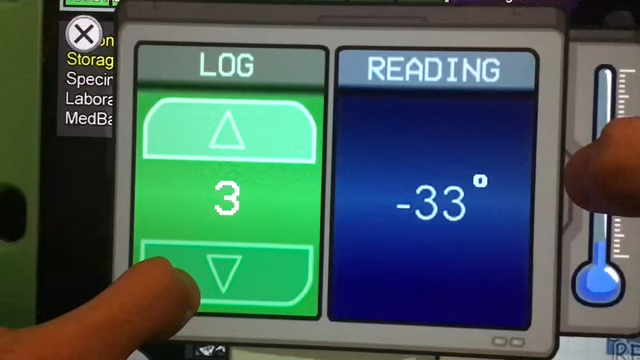 Storag
Specin
Labora
MedBa
LOG
READING
3
-33°